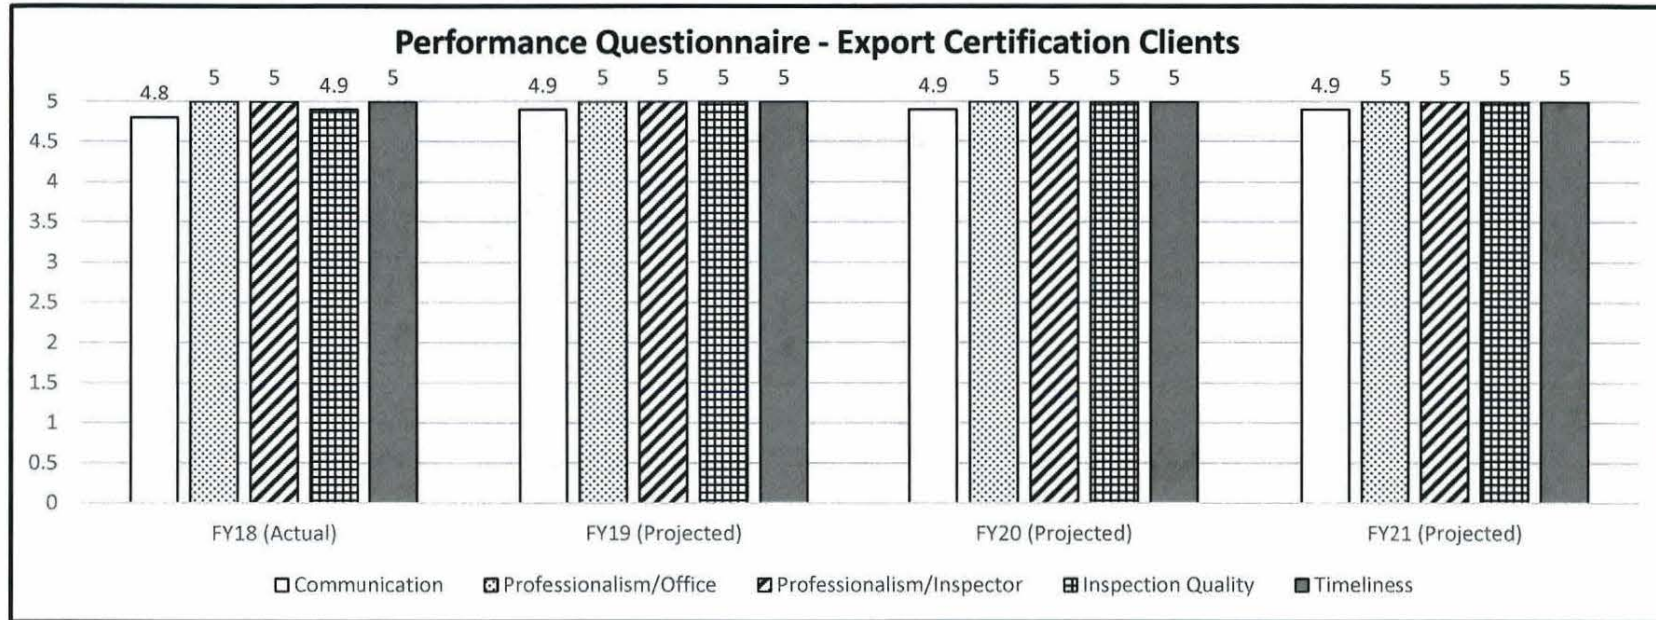 Performance Questionnaire - Export Certification Clients
4.8 5 5 4.9 5 4.9 5 5 5 5 4.9 5 5 5 5 4.9 5 5 5 5
5
4.5
4
3.5
3
2.5
2
1.5
1
0.5
0
FY18 (Actual) FY19 (Projected) FY20 (Projected) FY21 (Projected)
Communication Professionalism/Office Professionalism/Inspector Inspection Quality Timeliness